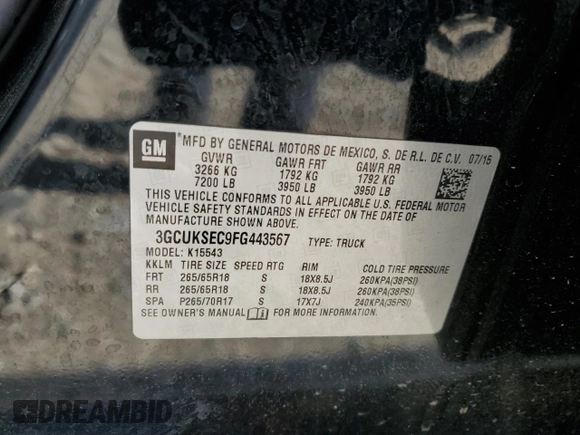 GM
*MFD BY GENERAL MOTORS DE MEXICO, S. DE R.L. DE C.V. 07/15
GVWR GAWR FRT GAWR RR
3266 KG 1792 KG 1792 KG
7200 LB 3950 LB 3950 LB
THIS VEHICLE CONFORMS TO ALL APPLICABLE U.S. FEDERAL MOTOR
VEHICLE SAFETY AND THEFT PREVENTION STANDARDS IN
EFFECT ON THE DATE OF MANUFACTURE SHOWN ABOVE.
3GCUKSEC9FG443567 TYPE: TRUCK
MODEL: K15543
KKLM TIRE SIZE SPEED RTG RIM COLD TIRE PRESSURE
FRT 265/65R18 S 18X8.5J 260KPA(38PSI)
RR 265/65R18 S 18X8.5J 260KPA(38PSI)
SPA P265/70R17 S 17X7J 240KPA(35PSI)
SEE OWNER'S MANUAL FOR MORE INFORMATION
DREAMBID